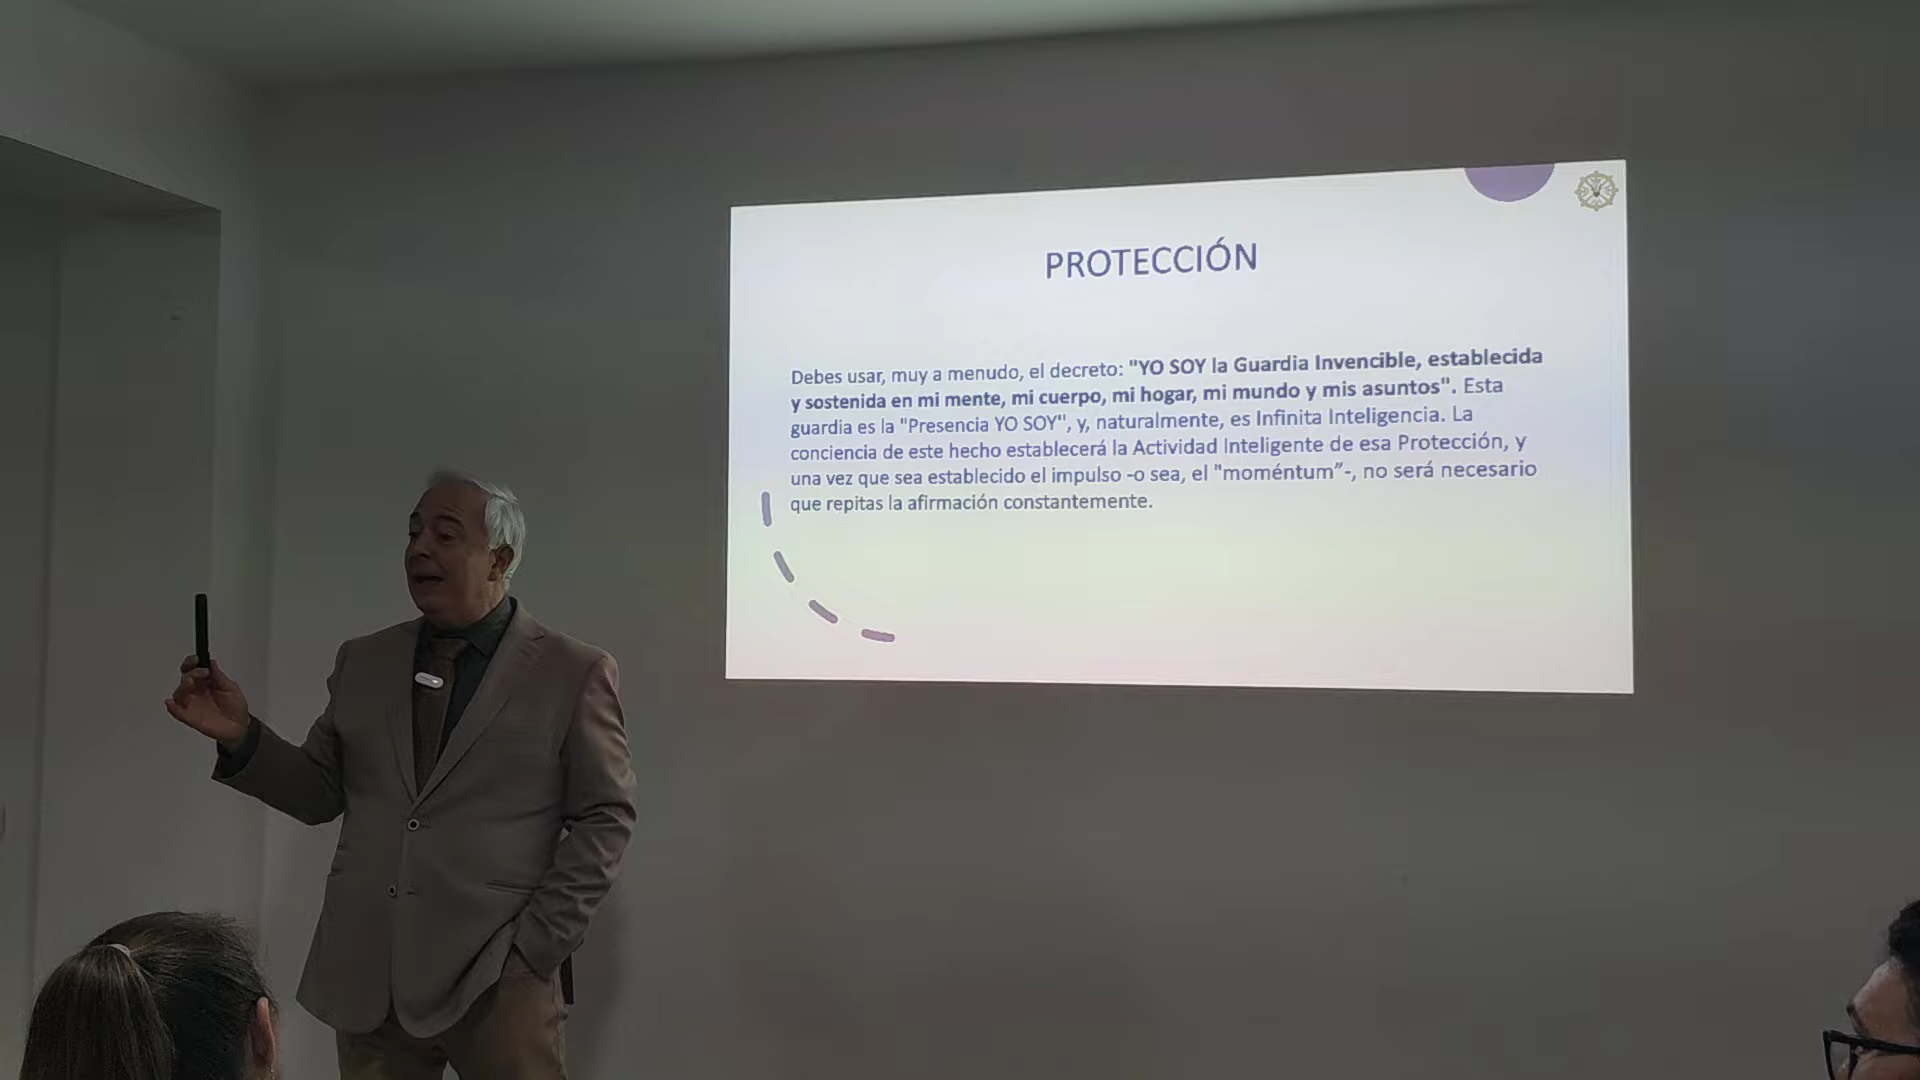 PROTECCIÓN
Debes usar, muy a menudo, el decreto: "YO SOY la Guardia Invencible, establecida
y sostenida en mi mente, mi cuerpo, mi hogar, mi mundo y mis asuntos". Esta
guardia es la "Presencia YO SOY", y, naturalmente, es Infinita Inteligencia. La
conciencia de este hecho establecerá la Actividad Inteligente de esa Protección, y
una vez que sea establecido el impulso -o sea, el "moméntum”-, no será necesario
que repitas la afirmación constantemente.